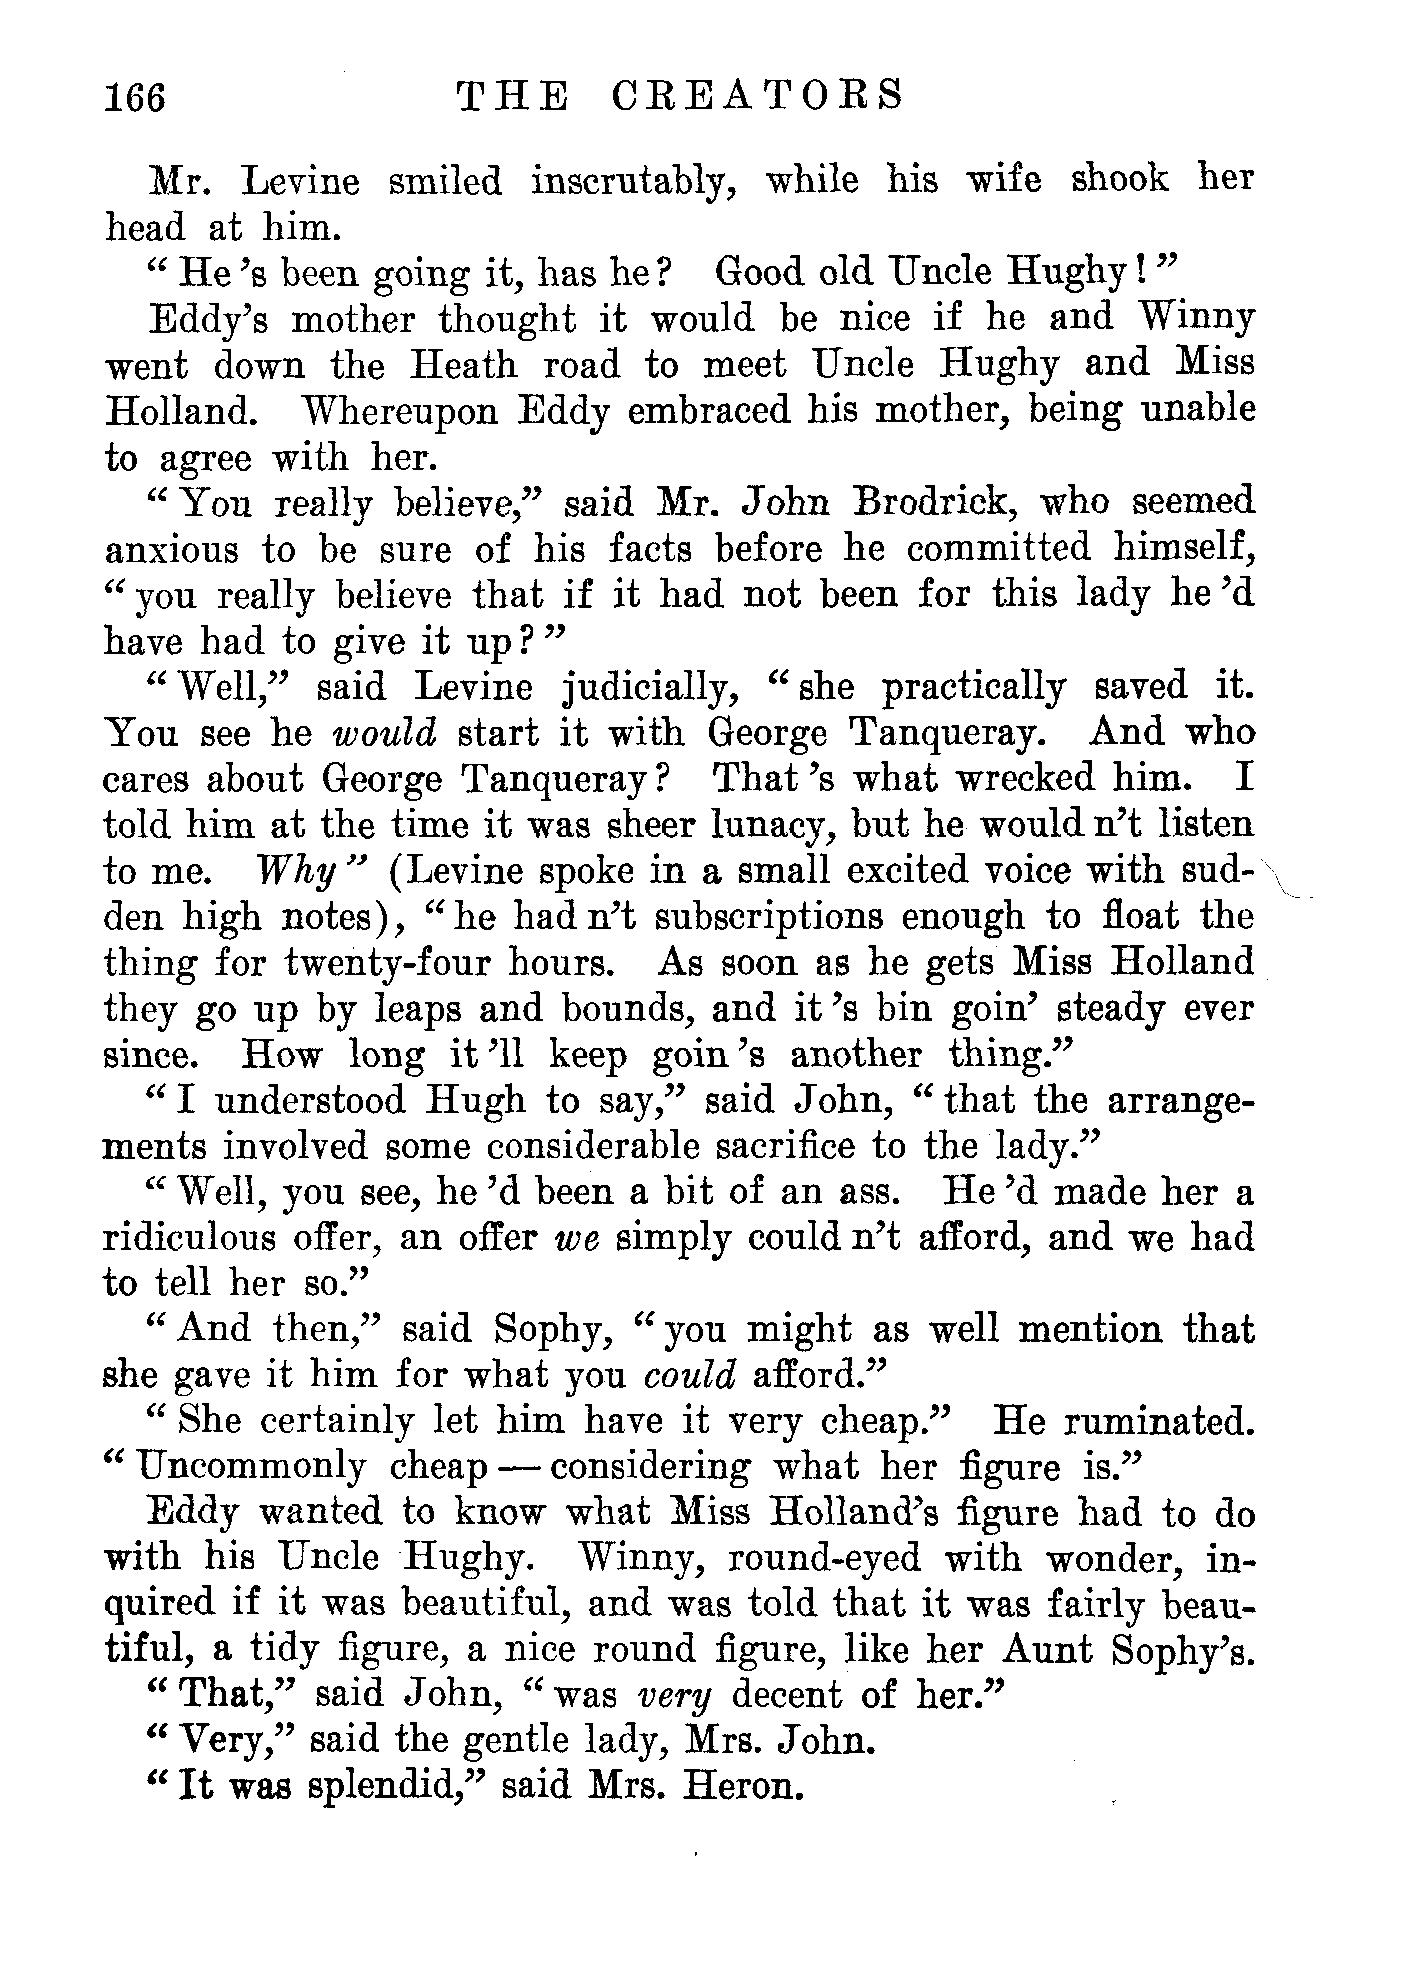 166 THE CREATORS
Mr. Levine smiled inscrutably, while his wife shook her
head at him.
“He’s been going it, has he? Good old Uncle Hughy!”
Eddy’s mother thought it would be nice if he and Winny
went down the Heath road to meet Uncle Hughy and Miss
Holland. Whereupon Eddy embraced his mother, being unable
to agree with her.
“You really believe,” said Mr. John Brodrick, who seemed
anxious to be sure of his facts before he committed himself,
“you really believe that if it had not been for this lady he’d
have had to give it up?”
“Well,” said Levine judicially, “she practically saved it.
You see he would start it with George Tanqueray. And who
cares about George Tanqueray? That’s what wrecked him. I
told him at the time it was sheer lunacy, but he wouldn’t listen
to me. Why” (Levine spoke in a small excited voice with sud-
den high notes), “he hadn’t subscriptions enough to float the
thing for twenty-four hours. As soon as he gets Miss Holland
they go up by leaps and bounds, and it’s bin goin’ steady ever
since. How long it’ll keep goin’s another thing.”
“I understood Hugh to say,” said John, “that the arrange-
ments involved some considerable sacrifice to the lady.”
“Well, you see, he’d been a bit of an ass. He’d made her a
ridiculous offer, an offer we simply couldn’t afford, and we had
to tell her so.”
“And then,” said Sophy, “you might as well mention that
she gave it him for what you could afford.”
“She certainly let him have it very cheap.” He ruminated.
“Uncommonly cheap — considering what her figure is.”
Eddy wanted to know what Miss Holland’s figure had to do
with his Uncle Hughy. Winny, round-eyed with wonder, in-
quired if it was beautiful, and was told that it was fairly beau-
tiful, a tidy figure, a nice round figure, like her Aunt Sophy’s.
“That,” said John, “was very decent of her.”
“Very,” said the gentle lady, Mrs. John.
“It was splendid,” said Mrs. Heron.